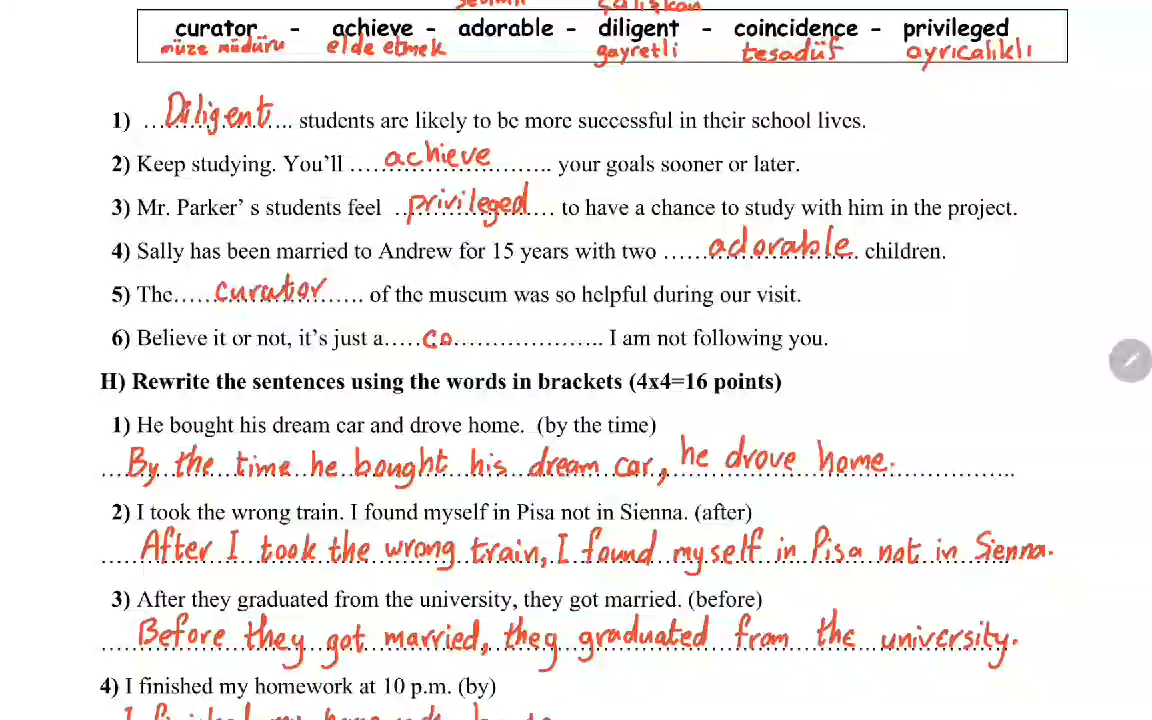 curator - achieve - adorable - diligent - coincidence - privileged
müze müdürü elde etmek gayretli tesadüf ayrıcalıklı
1) Diligent students are likely to be more successful in their school lives.
2) Keep studying. You'll achieve your goals sooner or later.
3) Mr. Parker' s students feel privileged to have a chance to study with him in the project.
4) Sally has been married to Andrew for 15 years with two adorable children.
5) The curator of the museum was so helpful during our visit.
6) Believe it or not, it's just a co I am not following you.
H) Rewrite the sentences using the words in brackets (4x4=16 points)
1) He bought his dream car and drove home. (by the time)
By the time he bought his dream car, he drove home.
2) I took the wrong train. I found myself in Pisa not in Sienna. (after)
After I took the wrong train, I found myself in Pisa not in Sienna.
3) After they graduated from the university, they got married. (before)
Before they got married, they graduated from the university.
4) I finished my homework at 10 p.m. (by)